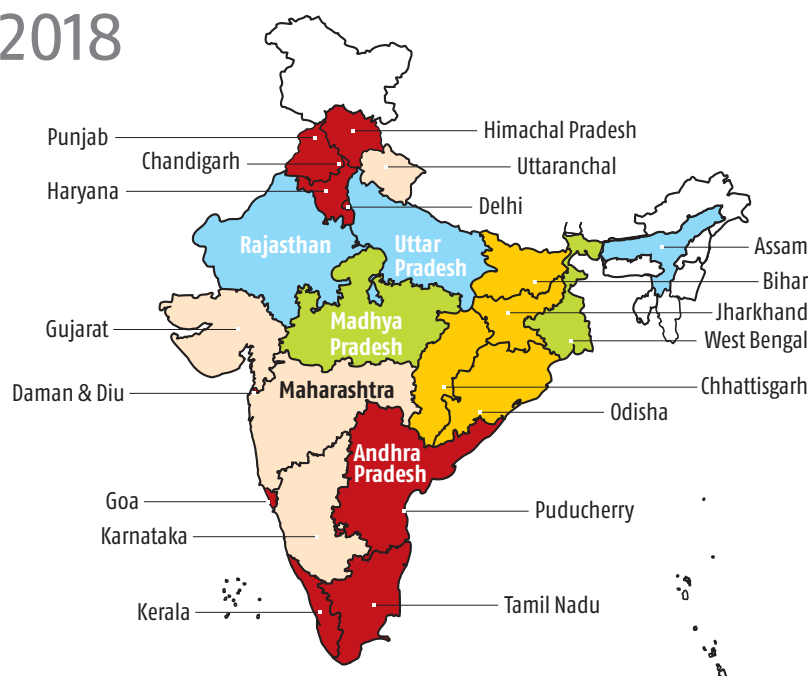 2018
Himachal Pradesh
Punjab
Chandigarh
Uttaranchal
Haryana
Delhi
Rajasthan
Uttar
Pradesh
Assam
Bihar
Jharkhand
Gujarat
Madhya
Pradesh
West Bengal
Daman & Diu
Maharashtra
Chhattisgarh
Odisha
Andhra
Pradesh
Goa
Puducherry
Karnataka
Kerala
Tamil Nadu